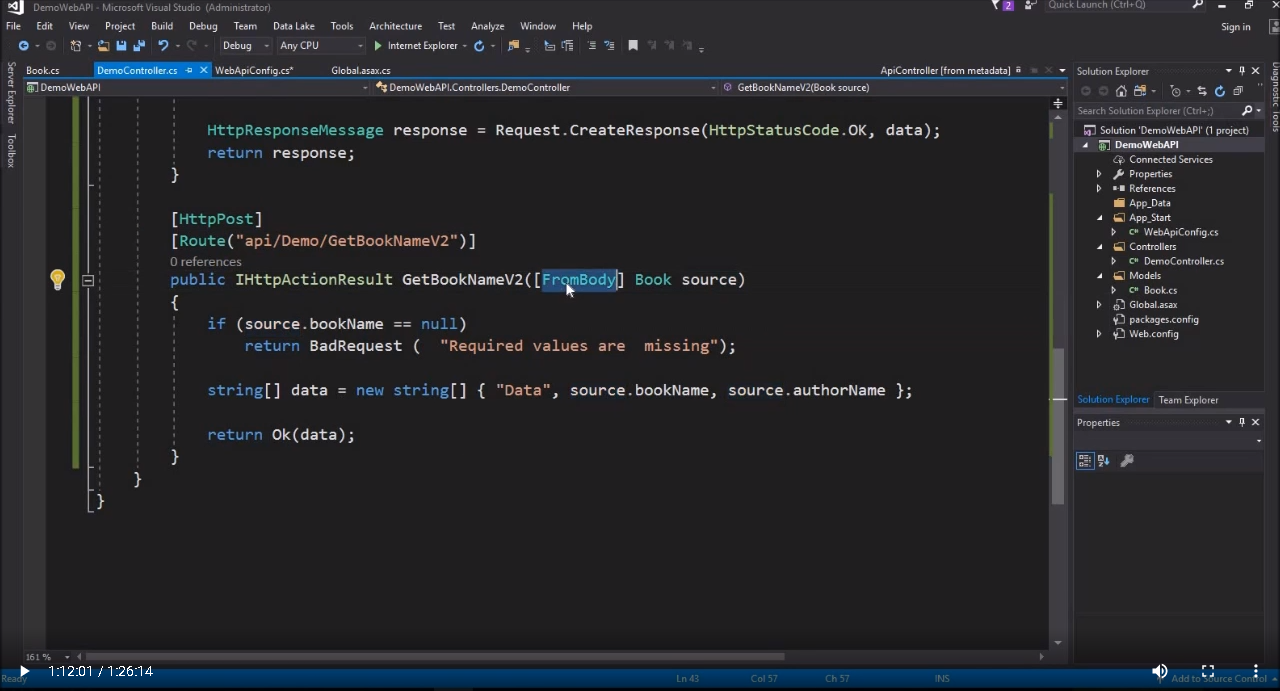 DemoWebAPI - Microsoft Visual Studio (Administrator)
2
Quick Launch (Ctrl+Q)
File Edit View Project Build Debug Team Data Lake Tools Architecture Test Analyze Window Help
Sign in
Debug Any CPU Internet Explorer
Server Explorer
Toolbox
Book.cs DemoController.cs WebApiConfig.cs* Global.asax.cs ApiController [from metadata]
DemoWebAPI DemoWebAPI.Controllers.DemoController GetBookNameV2(Book source)
HttpResponseMessage response = Request.CreateResponse(HttpStatusCode.OK, data);
return response;
}
[HttpPost]
[Route("api/Demo/GetBookNameV2")]
0 references
public IHttpActionResult GetBookNameV2([FromBody] Book source)
{
if (source.bookName == null)
return BadRequest (  "Required values are  missing");
string[] data = new string[] { "Data", source.bookName, source.authorName };
return Ok(data);
}
}
}
161 %
Solution Explorer
Search Solution Explorer (Ctrl+;)
Solution 'DemoWebAPI' (1 project)
DemoWebAPI
Connected Services
Properties
References
App_Data
App_Start
WebApiConfig.cs
Controllers
DemoController.cs
Models
Book.cs
Global.asax
packages.config
Web.config
Solution Explorer Team Explorer
Properties
Diagnostic Tools
1:12:01 / 1:26:14
Ready Ln 43 Col 57 Ch 57 INS Add to Source Control